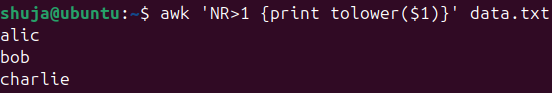 shuja@ubuntu:~$ awk 'NR>1 {print tolower($1)}' data.txt
alic
bob
charlie